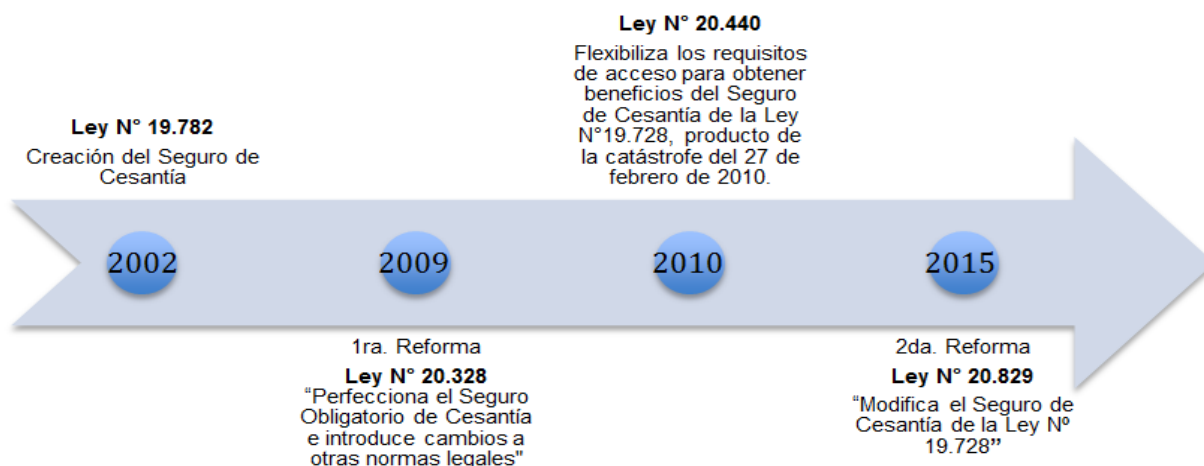 Ley N° 19.782
Creación del Seguro de
Cesantía
2002
1ra. Reforma
Ley N° 20.328
“Perfecciona el Seguro
Obligatorio de Cesantía
e introduce cambios a
otras normas legales"
2009
Ley N° 20.440
Flexibiliza los requisitos
de acceso para obtener
beneficios del Seguro
de Cesantía de la Ley
N°19.728, producto de
la catástrofe del 27 de
febrero de 2010.
2010
2da. Reforma
Ley N° 20.829
“Modifica el Seguro de
Cesantía de la Ley Nº
19.728”
2015